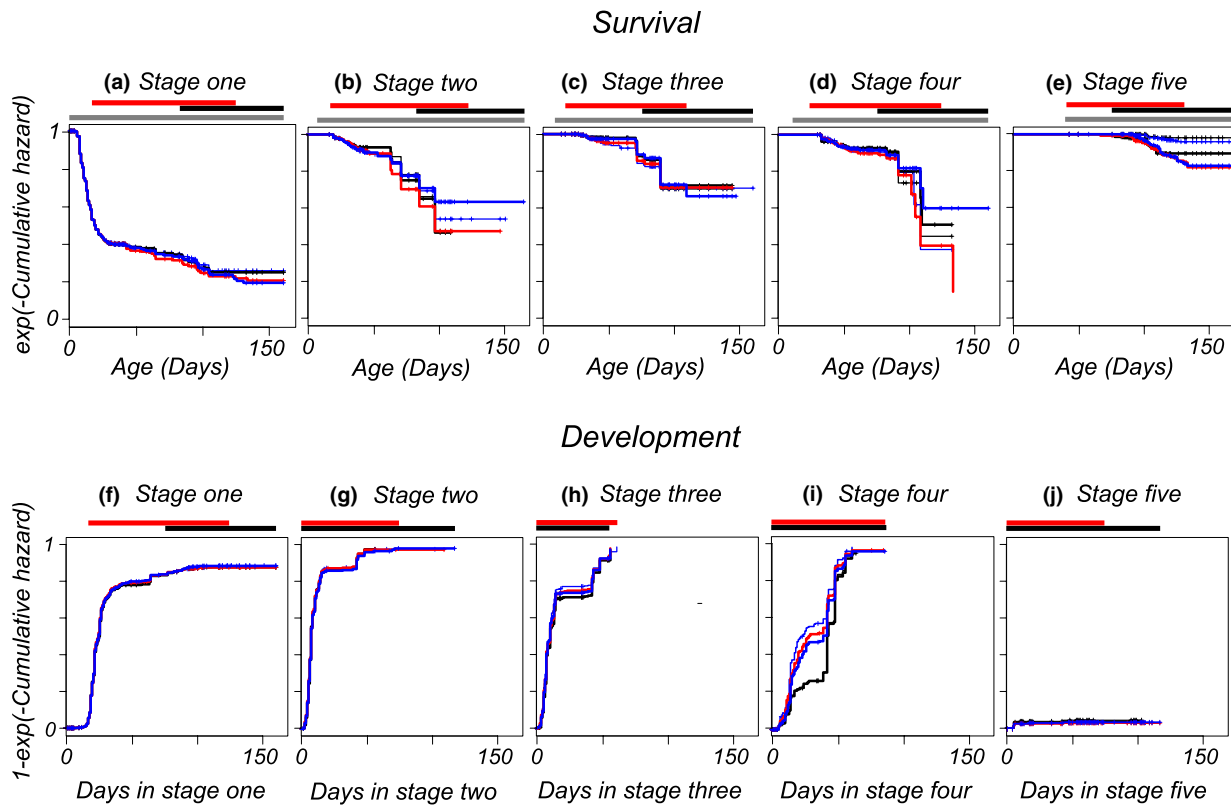 Survival
(a) Stage one
(b) Stage two
(c) Stage three
(d) Stage four
(e) Stage five
exp(-Cumulative hazard)
1
0
0 150
0 150
0 150
0 150
0 150
Age (Days)
Age (Days)
Age (Days)
Age (Days)
Age (Days)
Development
(f) Stage one
(g) Stage two
(h) Stage three
(i) Stage four
(j) Stage five
1-exp(-Cumulative hazard)
1
0
0 150
0 150
0 150
0 150
0 150
Days in stage one
Days in stage two
Days in stage three
Days in stage four
Days in stage five